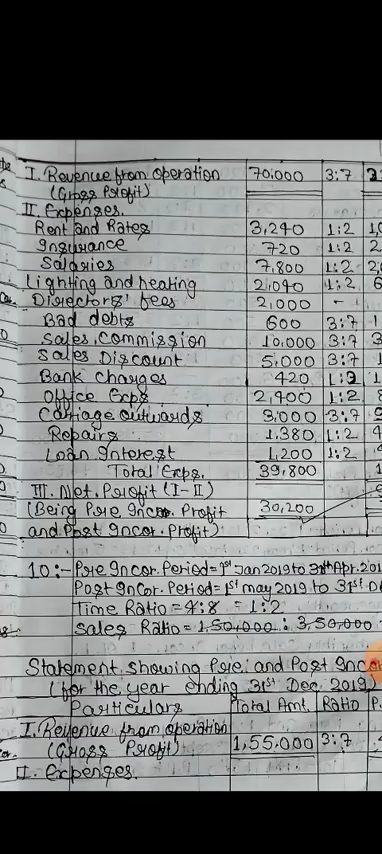 I. Revenue from operation 70,000 3:7
(Gross Profit)
II. Expenses.
Rent and Rates 3,240 1:2
Insurance 720 1:2
Salaries 7,800 1:2
Lighting and heating 2,040 1:2
Directors' fees 2,000 -
Bad debts 600 3:7
Sales Commission 10,000 3:7
Sales Discount 5,000 3:7
Bank Charges 420 1:2
Office Exps. 2,400 1:2
Carriage outwards 3,000 3:7
Repairs 1,380 1:2
Loan Interest 1,200 1:2
Total Exps. 39,800
III. Net. Profit (I-II) 
(Being Pre Incor. Profit 30,200
and Post Incor. Profit)
10:- Pre Incor. Period = 1st Jan 2019 to Apr.
Post Incor. Period = 1st may 2019 to 31st
Time Ratio = 4:8 = 1:2
Sales Ratio = 1,50,000 : 3,50,000
Statement showing Pre and Post
(for the year ending 31st Dec. 2019)
Particulars Total Amt. Ratio
I. Revenue from operation
(Gross Profit) 1,55,000 3:7
II. Expenses.